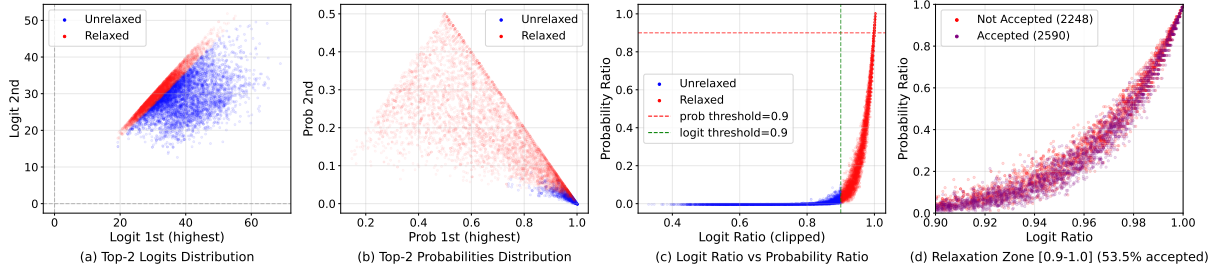 Logit 2nd
50
40
30
20
10
0
Unrelaxed
Relaxed
0
20
40
60
Logit 1st (highest)
(a) Top-2 Logits Distribution
Prob 2nd
0.5
0.4
0.3
0.2
0.1
0.0
Unrelaxed
Relaxed
0.2
0.4
0.6
0.8
1.0
Prob 1st (highest)
(b) Top-2 Probabilities Distribution
Probability Ratio
1.0
0.8
0.6
0.4
0.2
0.0
Unrelaxed
Relaxed
prob threshold=0.9
logit threshold=0.9
0.4
0.6
0.8
1.0
Logit Ratio (clipped)
(c) Logit Ratio vs Probability Ratio
Probability Ratio
1.0
0.8
0.6
0.4
0.2
0.0
Not Accepted (2248)
Accepted (2590)
0.90
0.92
0.94
0.96
0.98
1.00
Logit Ratio
(d) Relaxation Zone [0.9-1.0] (53.5% accepted)